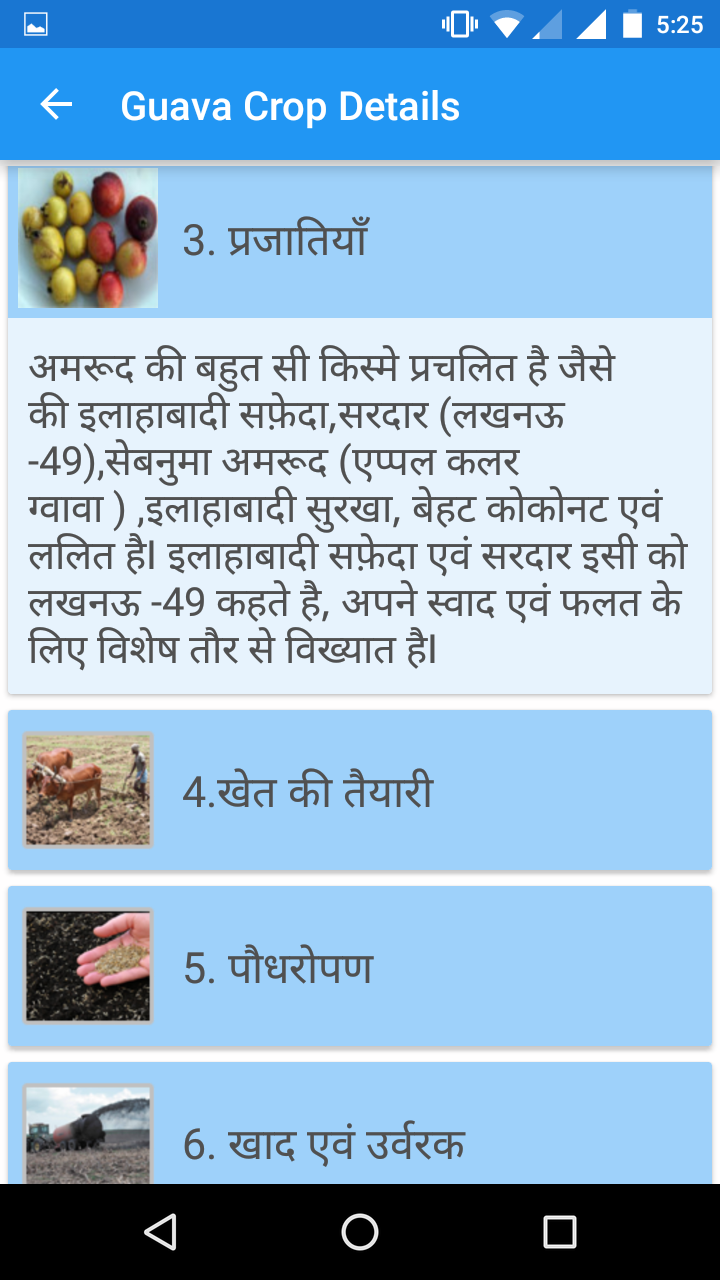 5:25
Guava Crop Details
3. प्रजातियाँ
अमरूद की बहुत सी किस्मे प्रचलित है जैसे
की इलाहाबादी सफ़ेदा,सरदार (लखनऊ
-49),सेबनुमा अमरूद (एप्पल कलर
ग्वावा ) ,इलाहाबादी सुरखा, बेहट कोकोनट एवं
ललित है। इलाहाबादी सफ़ेदा एवं सरदार इसी को
लखनऊ -49 कहते है, अपने स्वाद एवं फलत के
लिए विशेष तौर से विख्यात है।
4.खेत की तैयारी
5. पौधरोपण
6. खाद एवं उर्वरक